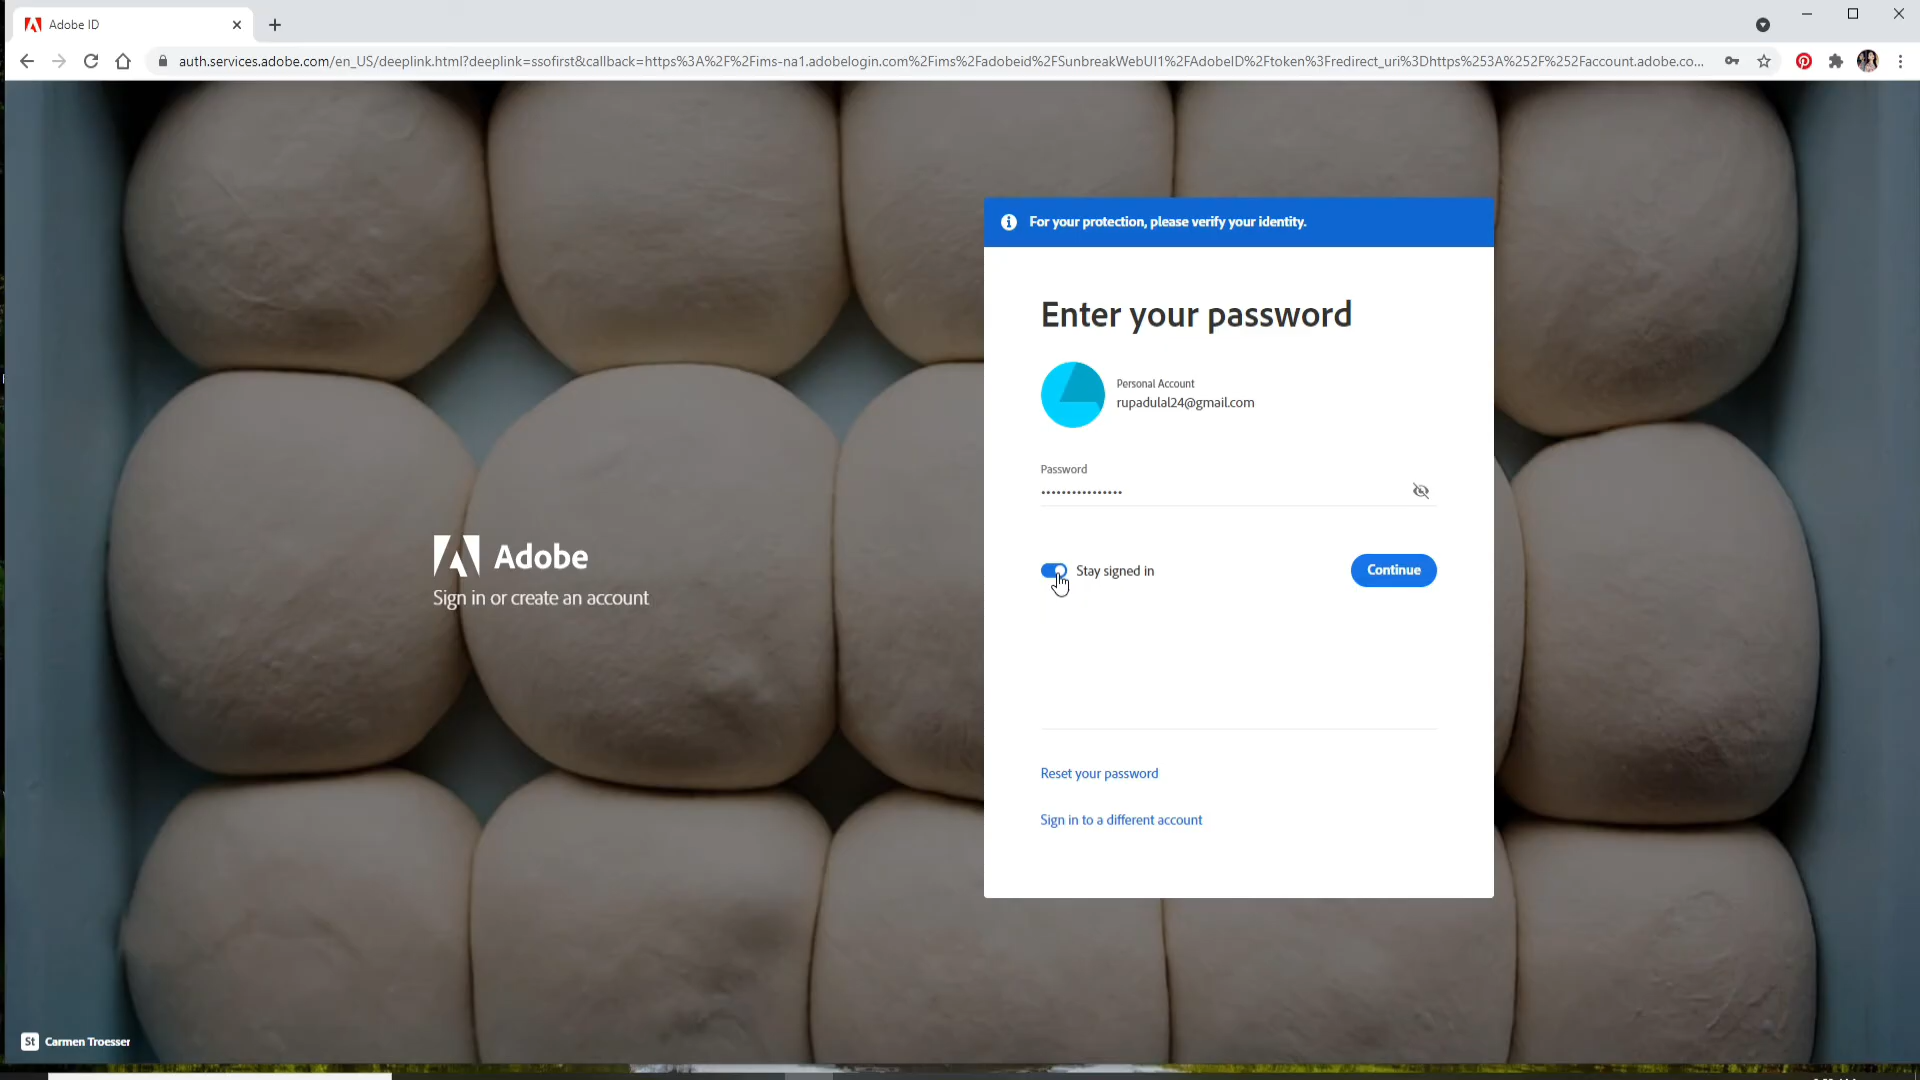 Adobe ID
auth.services.adobe.com/en_US/deeplink.html?deeplink=ssofirst&callback=https%3A%2F%2Fims-na1.adobelogin.com%2Fims%2Fadobeid%2FSunbreakWebUI1%2FAdobeID%2Ftoken%3Fredirect_uri%3Dhttps%253A%252F%252Faccount.adobe.co...
For your protection, please verify your identity.
Enter your password
Personal Account
rupadulal24@gmail.com
Password
••••••••••••••••
Stay signed in
Continue
Adobe
Sign in or create an account
Reset your password
Sign in to a different account
St Carmen Troesser